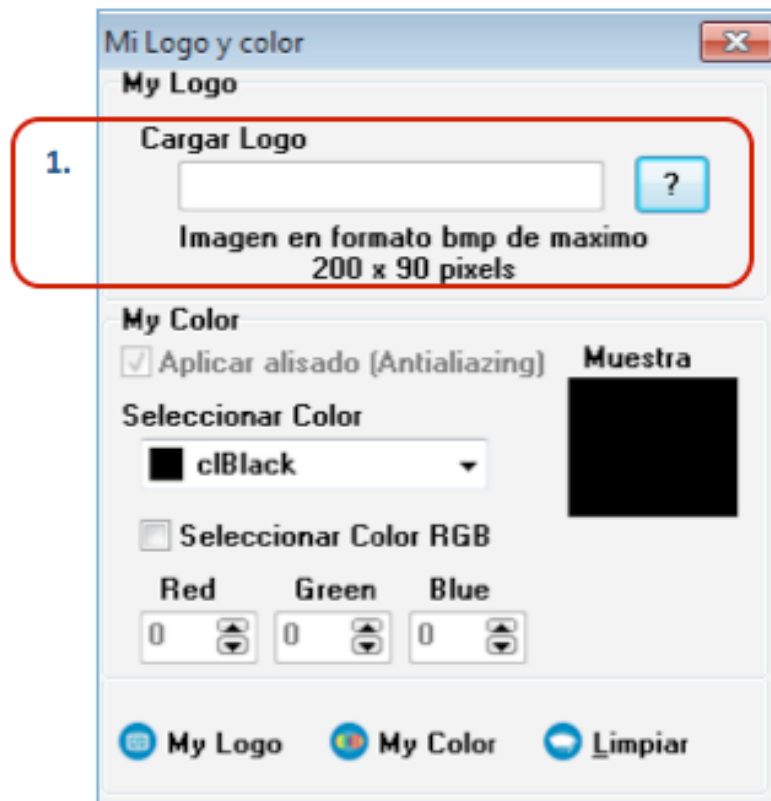 Mi Logo y color
My Logo
1.
Cargar Logo
?
Imagen en formato bmp de maximo
200 x 90 pixels
My Color
Aplicar alisado (Antialiazing)
Muestra
Seleccionar Color
clBlack
Seleccionar Color RGB
Red Green Blue
0 0 0
My Logo My Color Limpiar